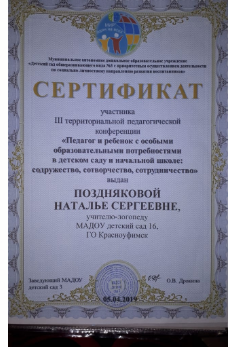 Муниципальное автономное дошкольное образовательное учреждение
СЕРТИФИКАТ
участника
III территориальной педагогической
конференции
«Педагог и ребенок с особыми
образовательными потребностями
в детском саду и начальной школе:
содружество, сотворчество, сотрудничество»
выдан
ПОЗДНЯКОВОЙ
НАТАЛЬЕ СЕРГЕЕВНЕ,
учителю-логопеду
МАДОУ детский сад 16,
ГО Красноуфимск
Заведующий МАДОУ
детский сад 3
05.04.2019